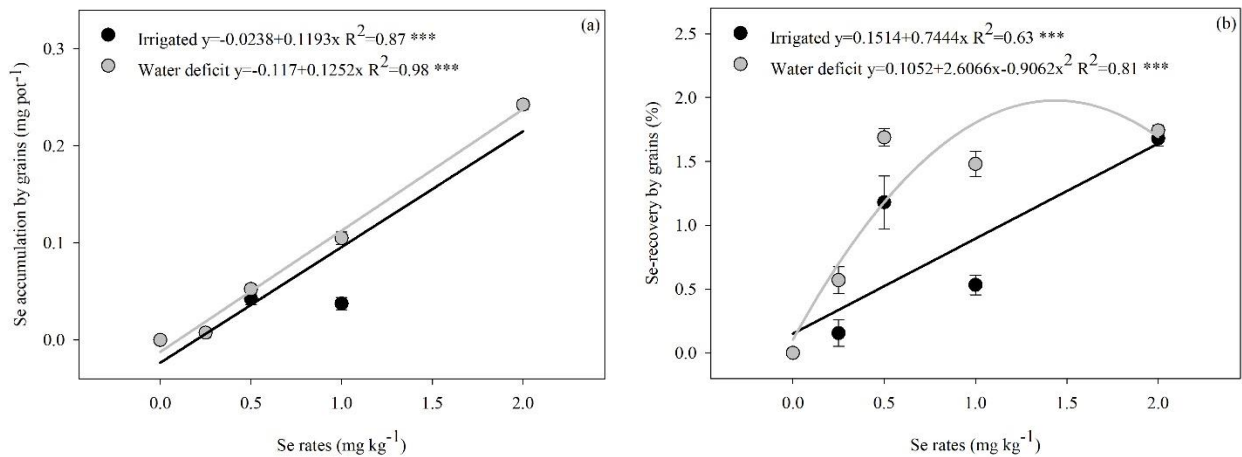 (a)
Irrigated y=-0.0238+0.1193x R²=0.87 ***
Water deficit y=-0.117+0.1252x R²=0.98 ***
Se accumulation by grains (mg pot⁻¹)
0.3
0.2
0.1
0.0
0.0 0.5 1.0 1.5 2.0
Se rates (mg kg⁻¹)
(b)
Irrigated y=0.1514+0.7444x R²=0.63 ***
Water deficit y=0.1052+2.6066x-0.9062x² R²=0.81 ***
Se-recovery by grains (%)
2.5
2.0
1.5
1.0
0.5
0.0
0.0 0.5 1.0 1.5 2.0
Se rates (mg kg⁻¹)